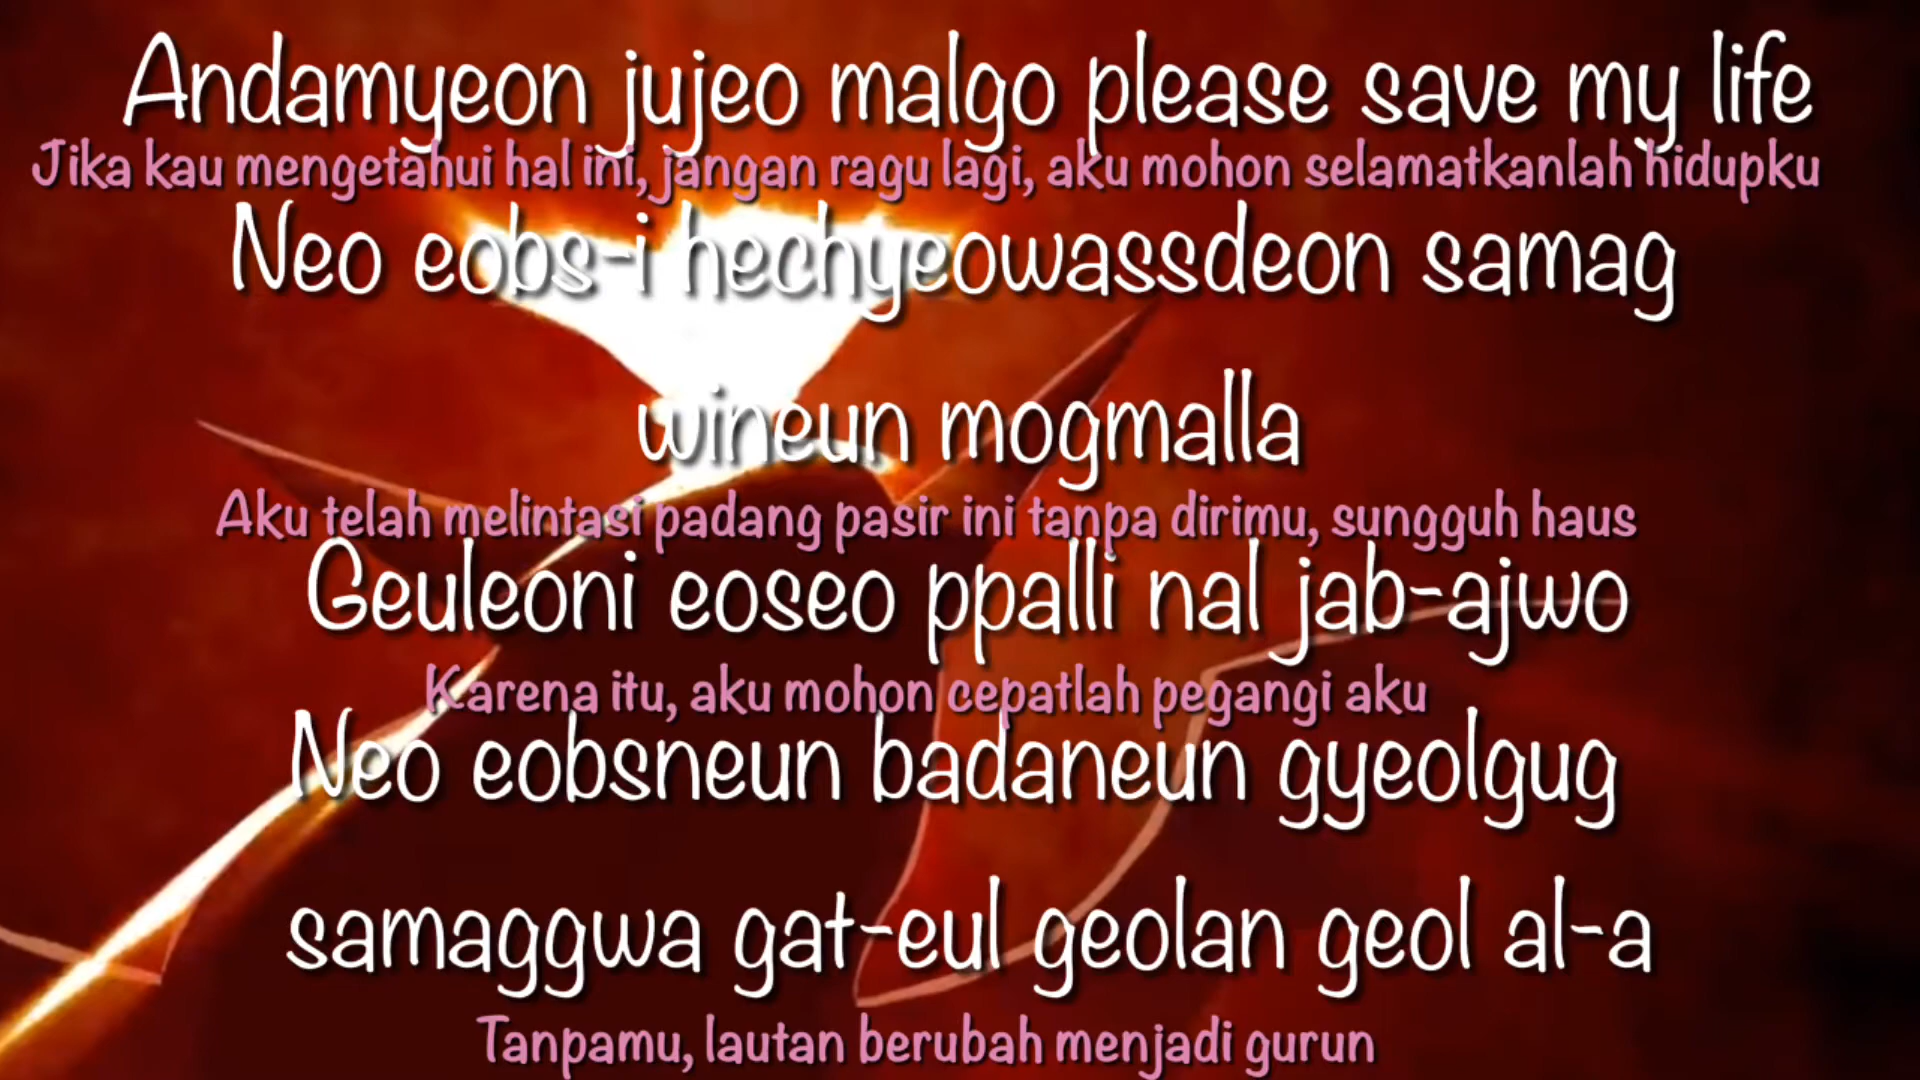 Andamyeon jujeo malgo please save my life
Jika kau mengetahui hal ini, jangan ragu lagi, aku mohon selamatkanlah hidupku
Neo eobs-i hechyeowassdeon samag
wineun mogmalla
Aku telah melintasi padang pasir ini tanpa dirimu, sungguh haus
Geuleoni eoseo ppalli nal jab-ajwo
Karena itu, aku mohon cepatlah pegangi aku
Neo eobsneun badaneun gyeolgug
samaggwa gat-eul geolan geol al-a
Tanpamu, lautan berubah menjadi gurun